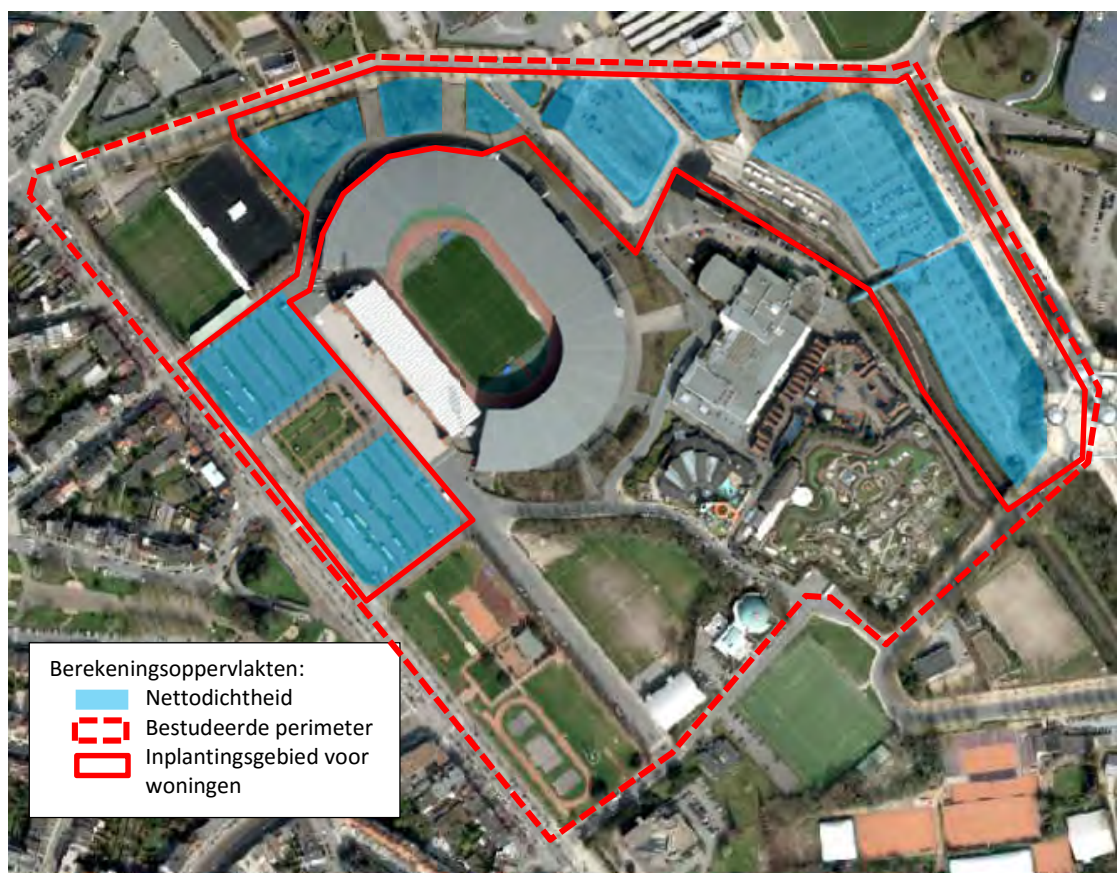 Berekeningsoppervlakten:
Nettodichtheid
Bestudeerde perimeter
Inplantingsgebied voor
woningen